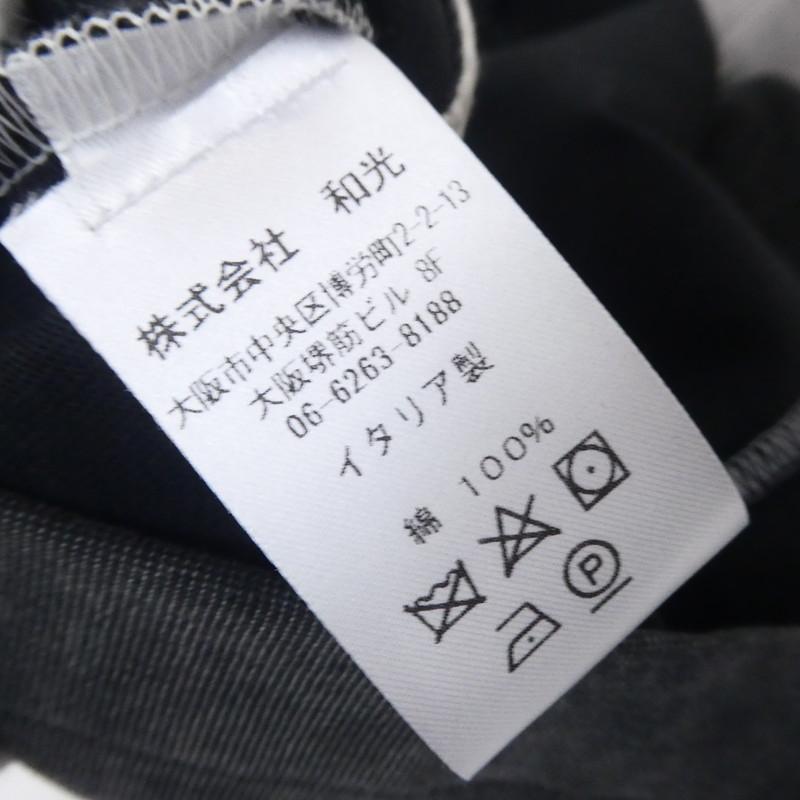 株式会社 和光
大阪市中央区博労町2-2-13
大阪堺筋ビル 8F
06-6263-8188
イタリア製
綿 100%
P